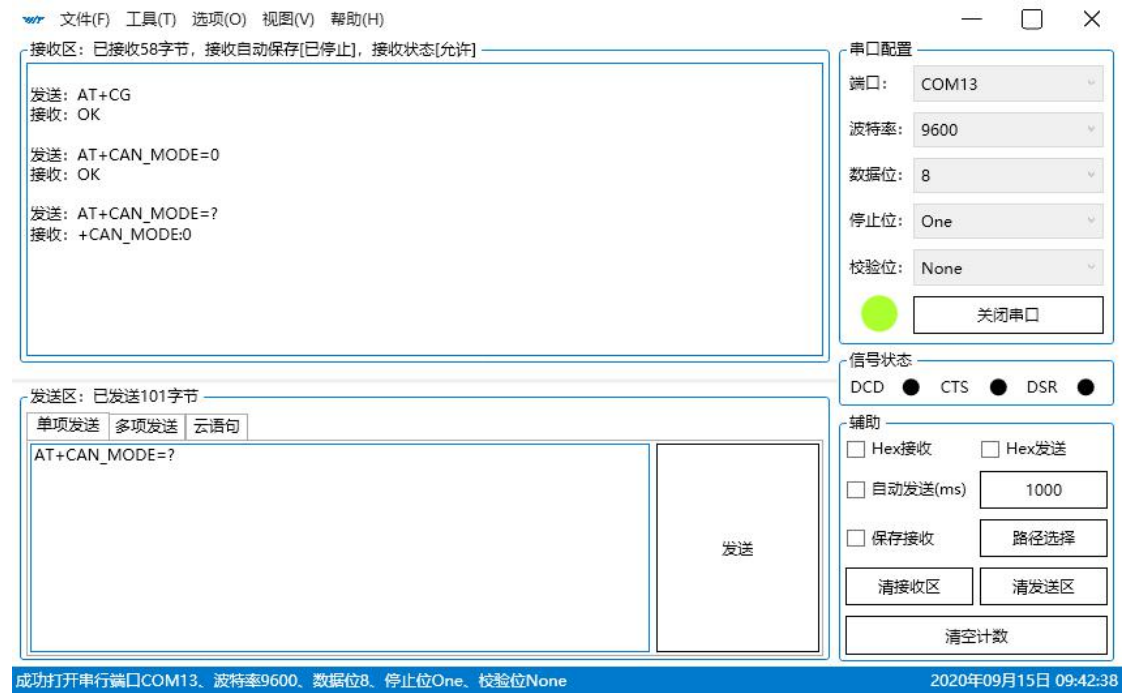 文件(F) 工具(T) 选项(O) 视图(V) 帮助(H)
接收区：已接收58字节，接收自动保存[已停止]，接收状态[允许]
发送：AT+CG
接收：OK
发送：AT+CAN_MODE=0
接收：OK
发送：AT+CAN_MODE=?
接收：+CAN_MODE:0
发送区：已发送101字节
单项发送 多项发送 云语句
AT+CAN_MODE=?
发送
串口配置
端口： COM13
波特率： 9600
数据位： 8
停止位： One
校验位： None
关闭串口
信号状态
DCD CTS DSR
辅助
Hex接收 Hex发送
自动发送(ms) 1000
保存接收 路径选择
清接收区 清发送区
清空计数
成功打开串行端口COM13、波特率9600、数据位8、停止位One、校验位None 2020年09月15日 09:42:38